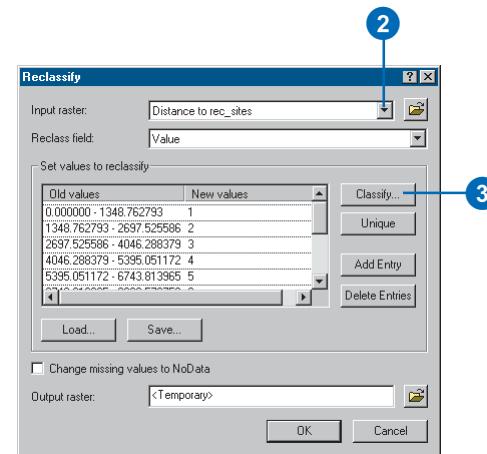 2
Reclassify
Input raster: Distance to rec_sites
Reclass field: Value
Set values to reclassify
Old values New values
Classify... 3
0.000000 - 1348.762793 1
1348.762793 - 2697.525586 2
Unique
2697.525586 - 4046.288379 3
4046.288379 - 5395.051172 4
Add Entry
5395.051172 - 6743.813965 5
Delete Entries
Load... Save...
Change missing values to NoData
Output raster: <Temporary>
OK Cancel